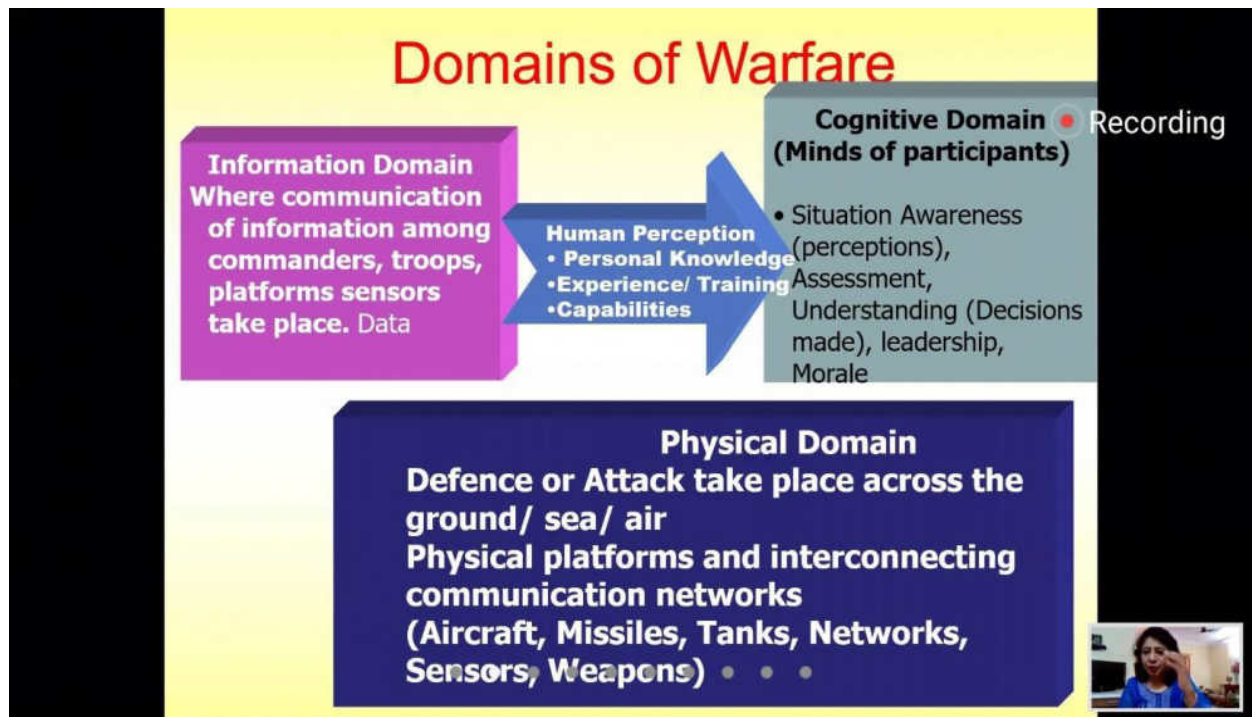 Domains of Warfare
Information Domain
Where communication
of information among
commanders, troops,
platforms sensors
take place. Data
Human Perception
• Personal Knowledge
•Experience/ Training
•Capabilities
Cognitive Domain
(Minds of participants)
• Situation Awareness
(perceptions),
Assessment,
Understanding (Decisions
made), leadership,
Morale
Recording
Physical Domain
Defence or Attack take place across the
ground/ sea/ air
Physical platforms and interconnecting
communication networks
(Aircraft, Missiles, Tanks, Networks,
Sensors, Weapons)